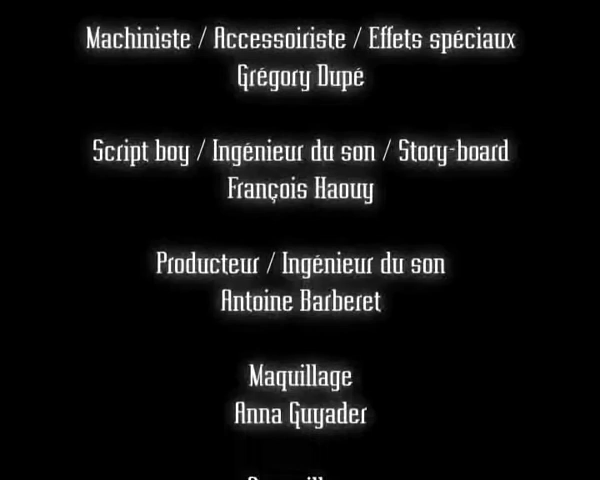 Machiniste / Accessoiriste / Effets spéciaux
Grégory Dupé
Script boy / Ingénieur du son / Story-board
François Haouy
Producteur / Ingénieur du son
Antoine Barberet
Maquillage
Anna Guyader